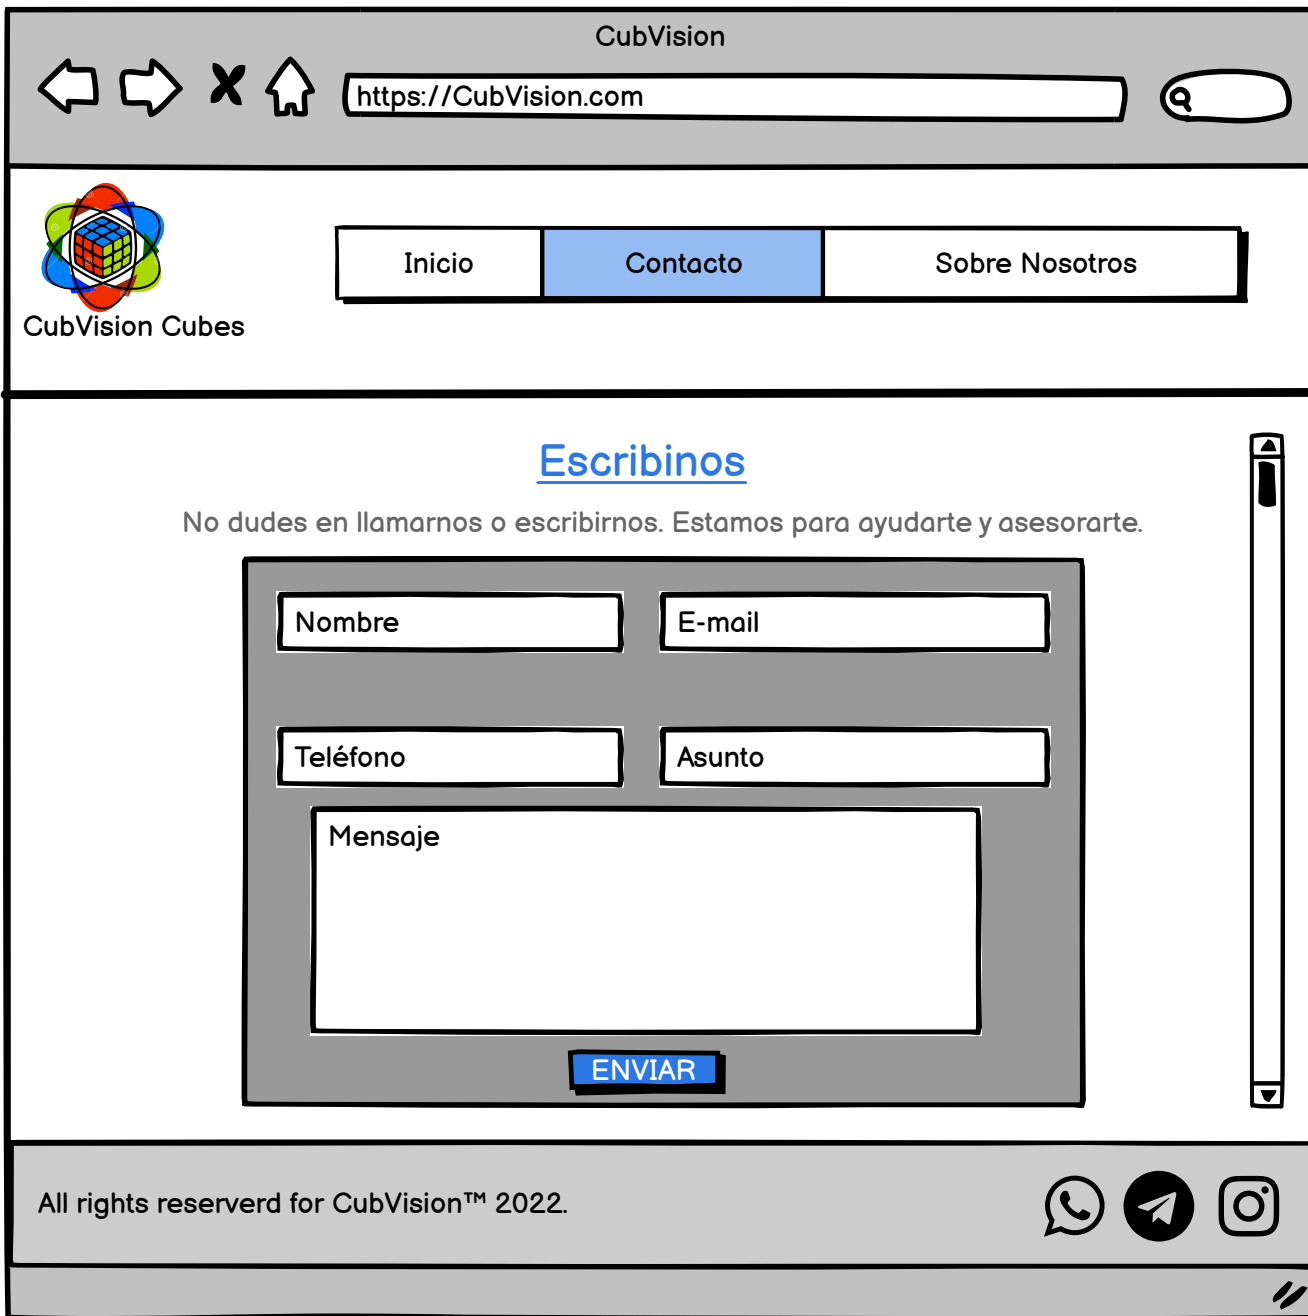 CubVision
https://CubVision.com
Inicio
Contacto
Sobre Nosotros
CubVision Cubes
Escribinos
No dudes en llamarnos o escribirnos. Estamos para ayudarte y asesorarte.
Nombre
E-mail
Teléfono
Asunto
Mensaje
ENVIAR
All rights reserverd for CubVision™ 2022.